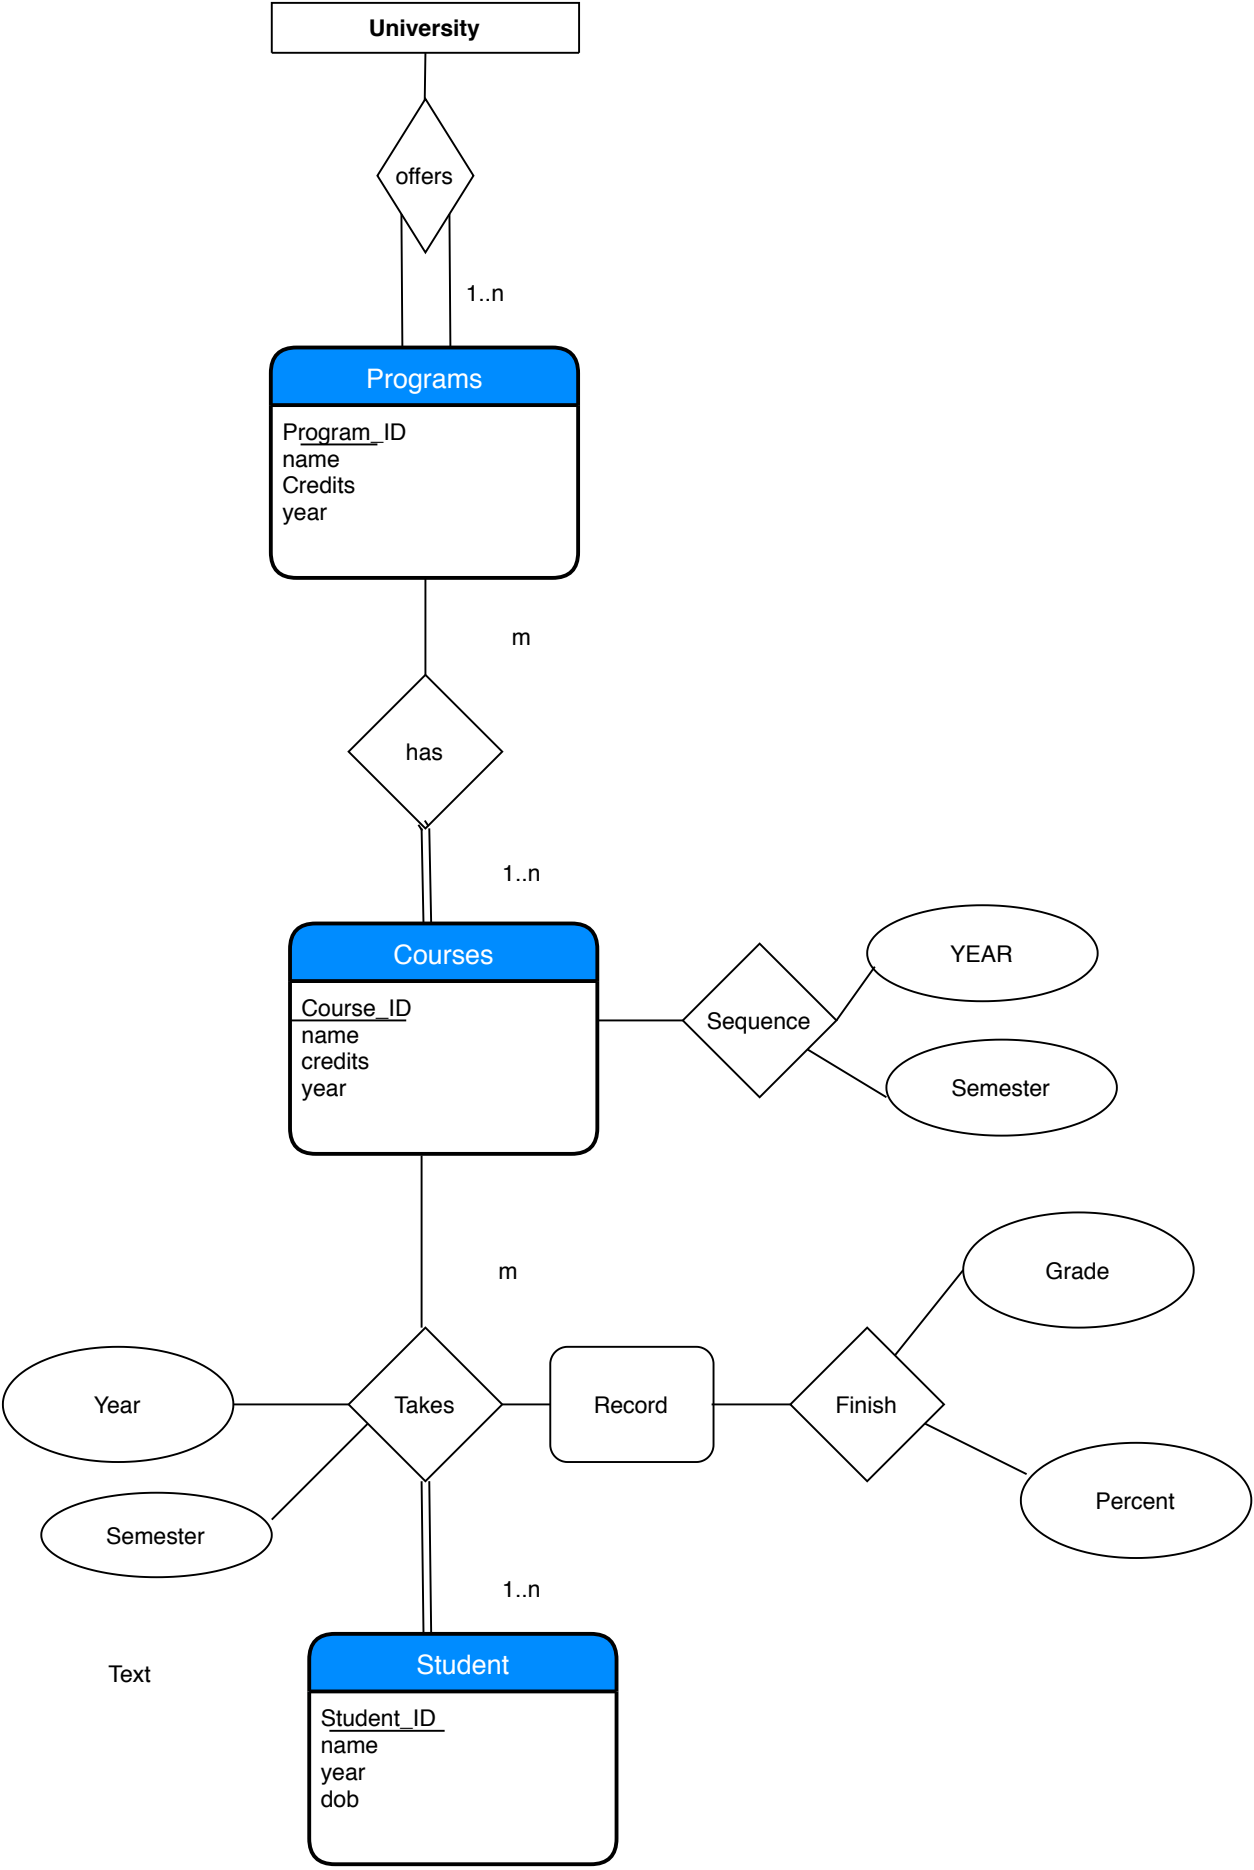 University
offers
1..n
Programs
Program_ID
name
Credits
year
m
has
1..n
Courses
Course_ID
name
credits
year
Sequence
YEAR
Semester
m
Grade
Year
Takes
Record
Finish
Percent
Semester
1..n
Text
Student
Student_ID
name
year
dob